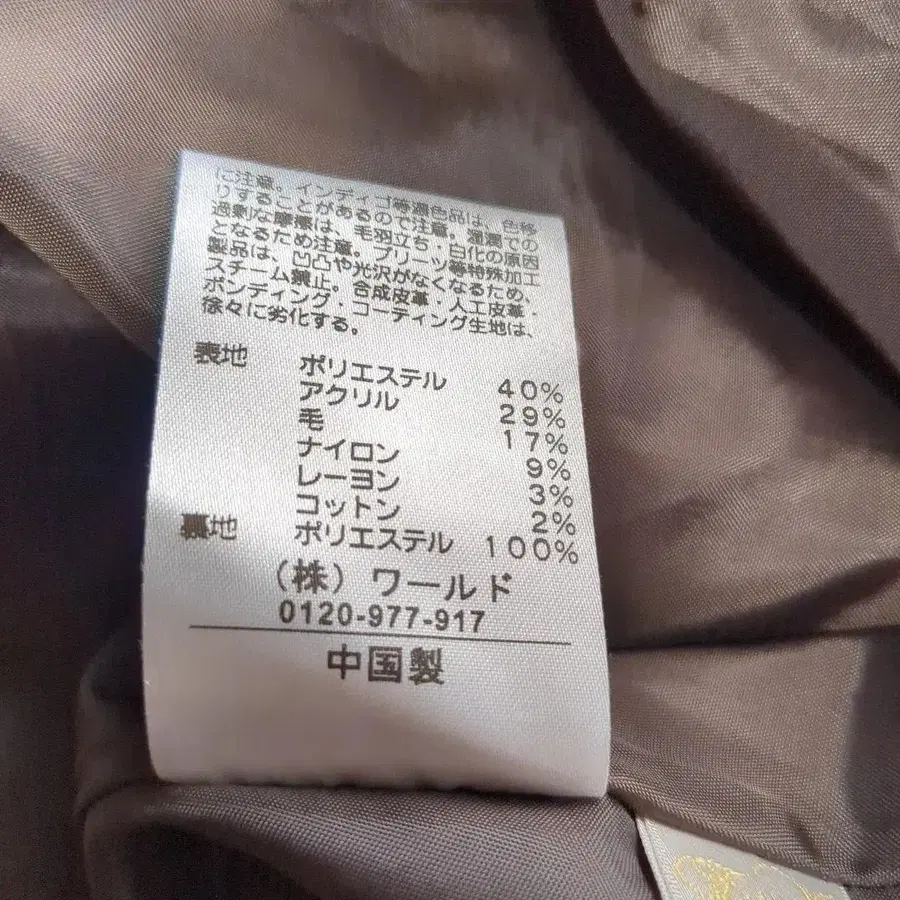 に注意。インディゴ等濃色品は、色移
りすることがあるので注意。湿潤での
過剰な摩擦は、毛羽立ち・白化の原因
となるため注意。プリーツ等特殊加工
製品は、凹凸や光沢がなくなるため、
スチーム禁止。合成皮革・人工皮革・
ボンディング・コーティング生地は、
徐々に劣化する。
表地 ポリエステル 40%
アクリル 29%
毛 17%
ナイロン 9%
レーヨン 3%
コットン 2%
裏地 ポリエステル 100%
(株)ワールド
0120-977-917
中国製